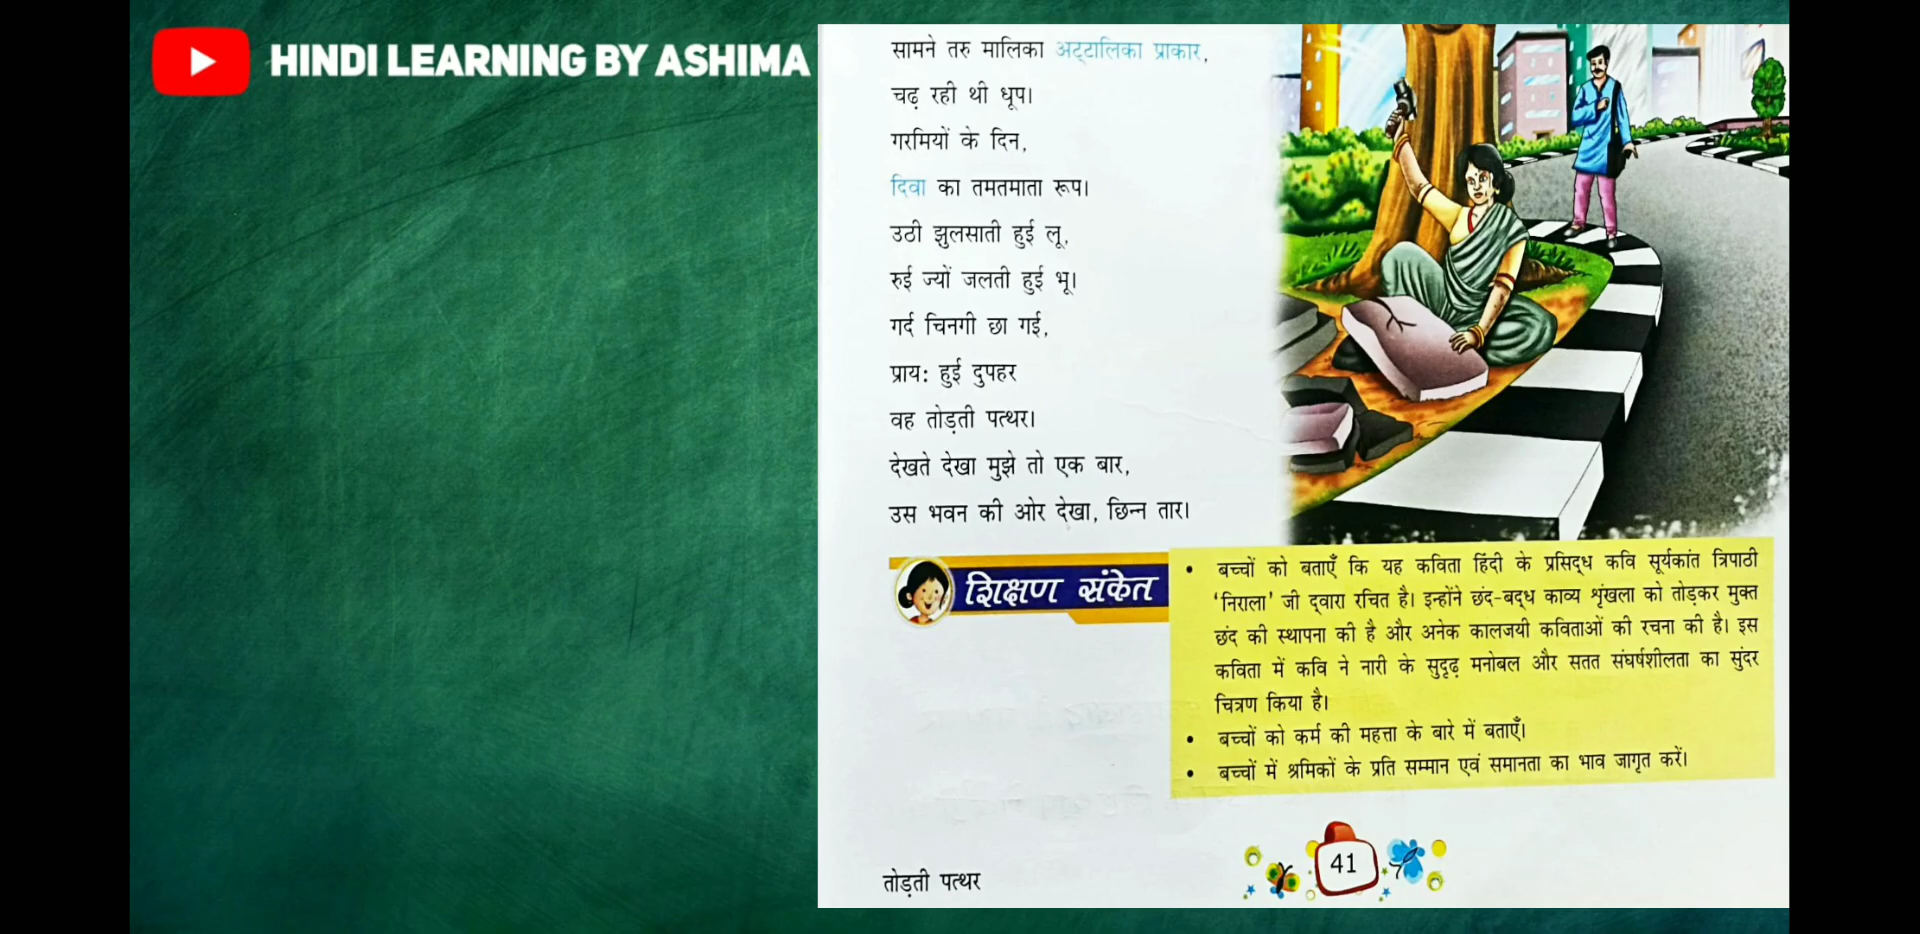 HINDI LEARNING BY ASHIMA
सामने तरु मालिका अट्टालिका प्राकार,
चढ़ रही थी धूप।
गरमियों के दिन,
दिवा का तमतमाता रूप।
उठी झुलसाती हुई लू,
रुई ज्यों जलती हुई भू।
गर्द चिनगी छा गई,
प्राय: हुई दुपहर
वह तोड़ती पत्थर।
देखते देखा मुझे तो एक बार,
उस भवन की ओर देखा, छिन्न तार।
शिक्षण संकेत
• बच्चों को बताएँ कि यह कविता हिंदी के प्रसिद्ध कवि सूर्यकांत त्रिपाठी
‘निराला’ जी द्वारा रचित है। इन्होंने छंद-बद्ध काव्य शृंखला को तोड़कर मुक्त
छंद की स्थापना की है और अनेक कालजयी कविताओं की रचना की है। इस
कविता में कवि ने नारी के सुदृढ़ मनोबल और सतत संघर्षशीलता का सुंदर
चित्रण किया है।
• बच्चों को कर्म की महत्ता के बारे में बताएँ।
• बच्चों में श्रमिकों के प्रति सम्मान एवं समानता का भाव जागृत करें।
तोड़ती पत्थर
41